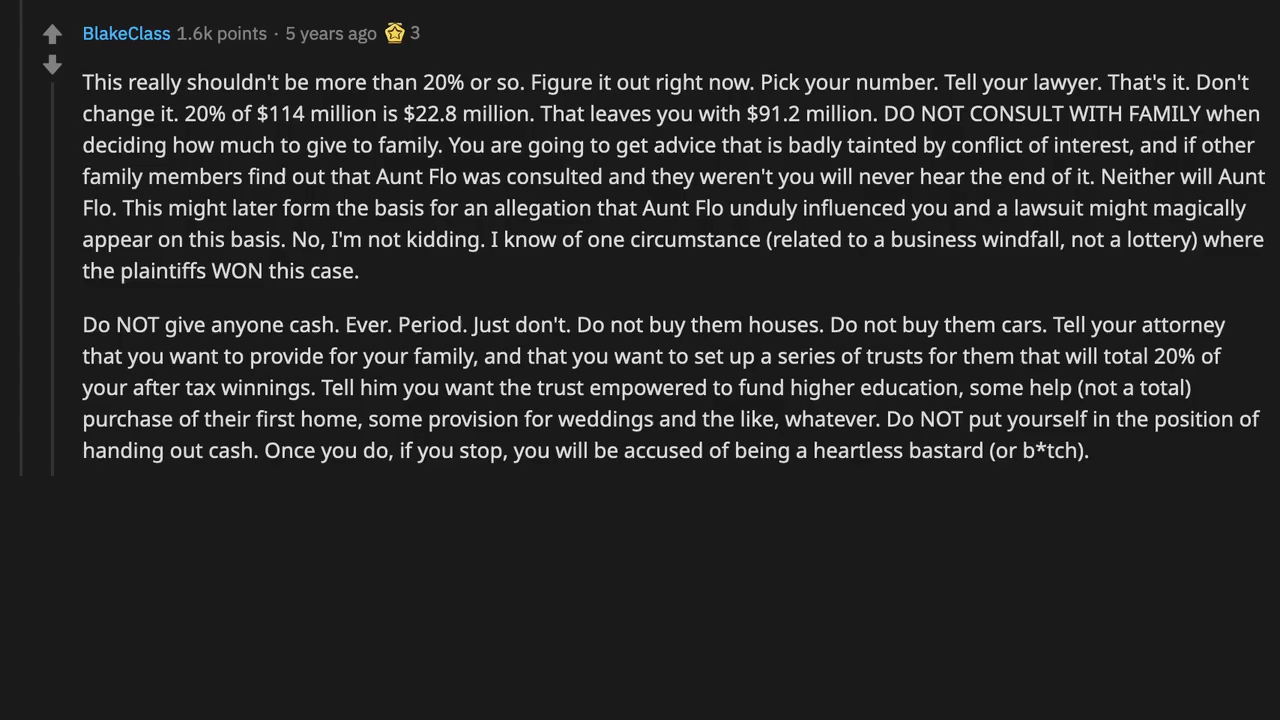 BlakeClass 1.6k points · 5 years ago 3
This really shouldn't be more than 20% or so. Figure it out right now. Pick your number. Tell your lawyer. That's it. Don't
change it. 20% of $114 million is $22.8 million. That leaves you with $91.2 million. DO NOT CONSULT WITH FAMILY when
deciding how much to give to family. You are going to get advice that is badly tainted by conflict of interest, and if other
family members find out that Aunt Flo was consulted and they weren't you will never hear the end of it. Neither will Aunt
Flo. This might later form the basis for an allegation that Aunt Flo unduly influenced you and a lawsuit might magically
appear on this basis. No, I'm not kidding. I know of one circumstance (related to a business windfall, not a lottery) where
the plaintiffs WON this case.
Do NOT give anyone cash. Ever. Period. Just don't. Do not buy them houses. Do not buy them cars. Tell your attorney
that you want to provide for your family, and that you want to set up a series of trusts for them that will total 20% of
your after tax winnings. Tell him you want the trust empowered to fund higher education, some help (not a total)
purchase of their first home, some provision for weddings and the like, whatever. Do NOT put yourself in the position of
handing out cash. Once you do, if you stop, you will be accused of being a heartless bastard (or b*tch).